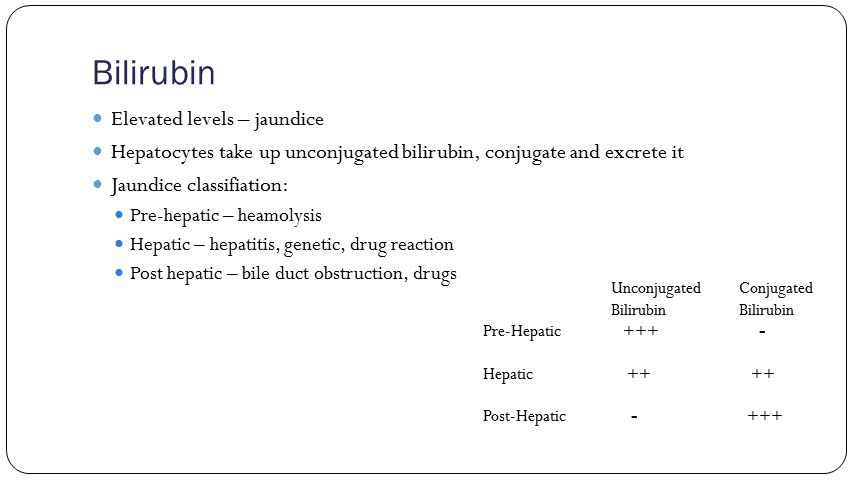 Bilirubin
Elevated levels – jaundice
Hepatocytes take up unconjugated bilirubin, conjugate and excrete it
Jaundice classifiation:
Pre-hepatic – heamolysis
Hepatic – hepatitis, genetic, drug reaction
Post hepatic – bile duct obstruction, drugs
Unconjugated Conjugated
Bilirubin Bilirubin
Pre-Hepatic +++ -
Hepatic ++ ++
Post-Hepatic - +++